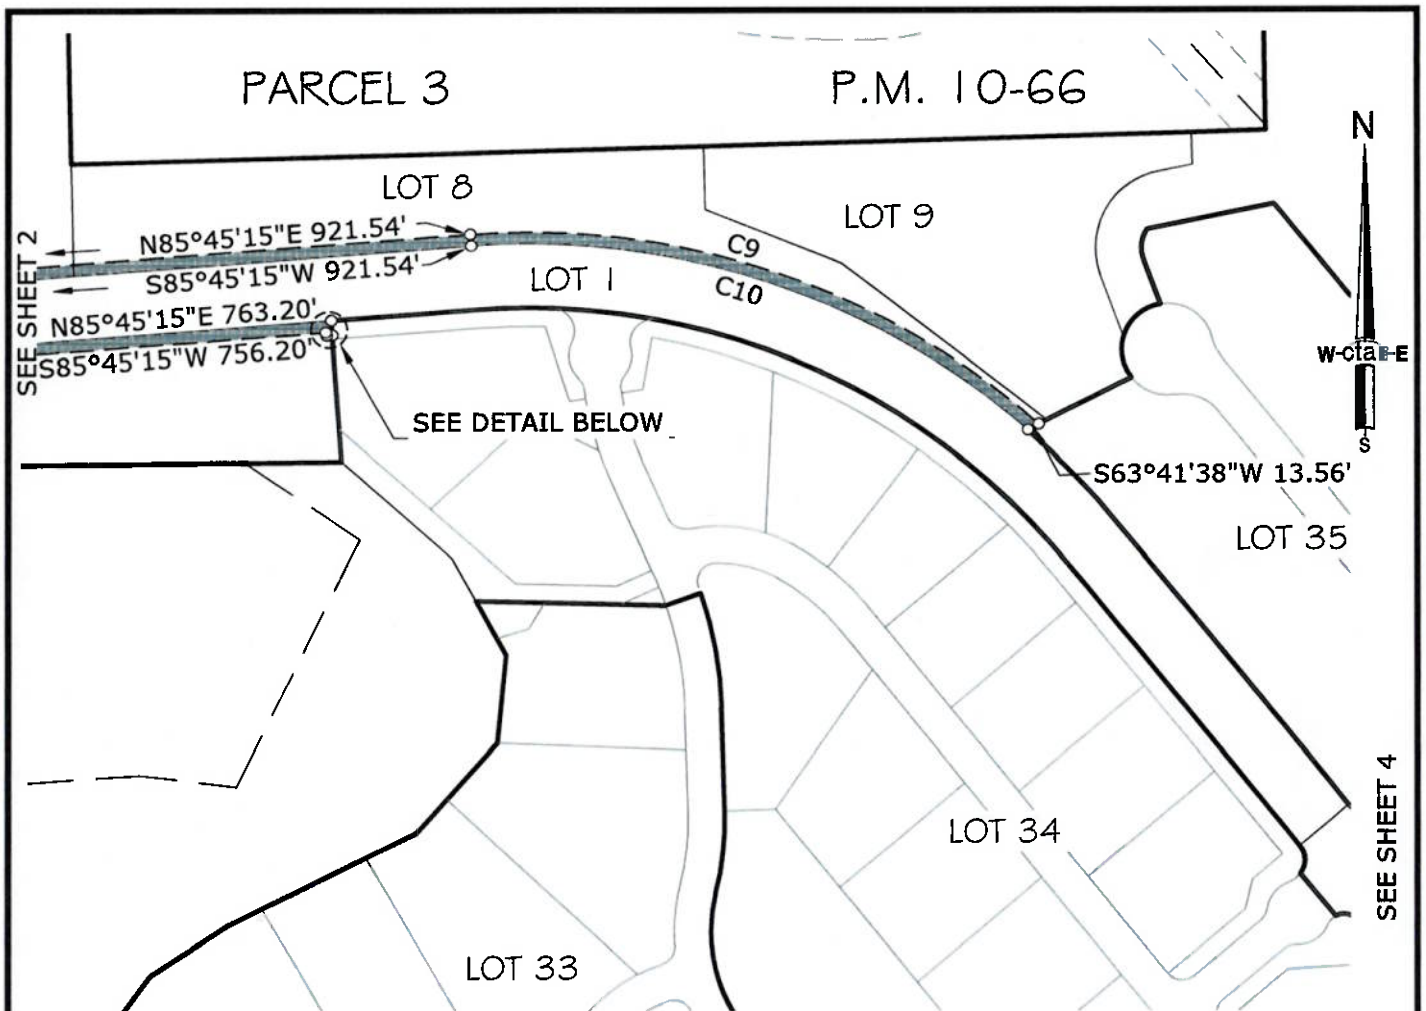 PARCEL 3
P.M. 10-66
N
LOT 8
LOT 9
N85°45'15"E 921.54'
S85°45'15"W 921.54'
C9
C10
LOT 1
SEE SHEET 2
N85°45'15"E 763.20'
S85°45'15"W 756.20'
W-cta E-E
S
SEE DETAIL BELOW
S63°41'38"W 13.56'
LOT 35
LOT 34
SEE SHEET 4
LOT 33